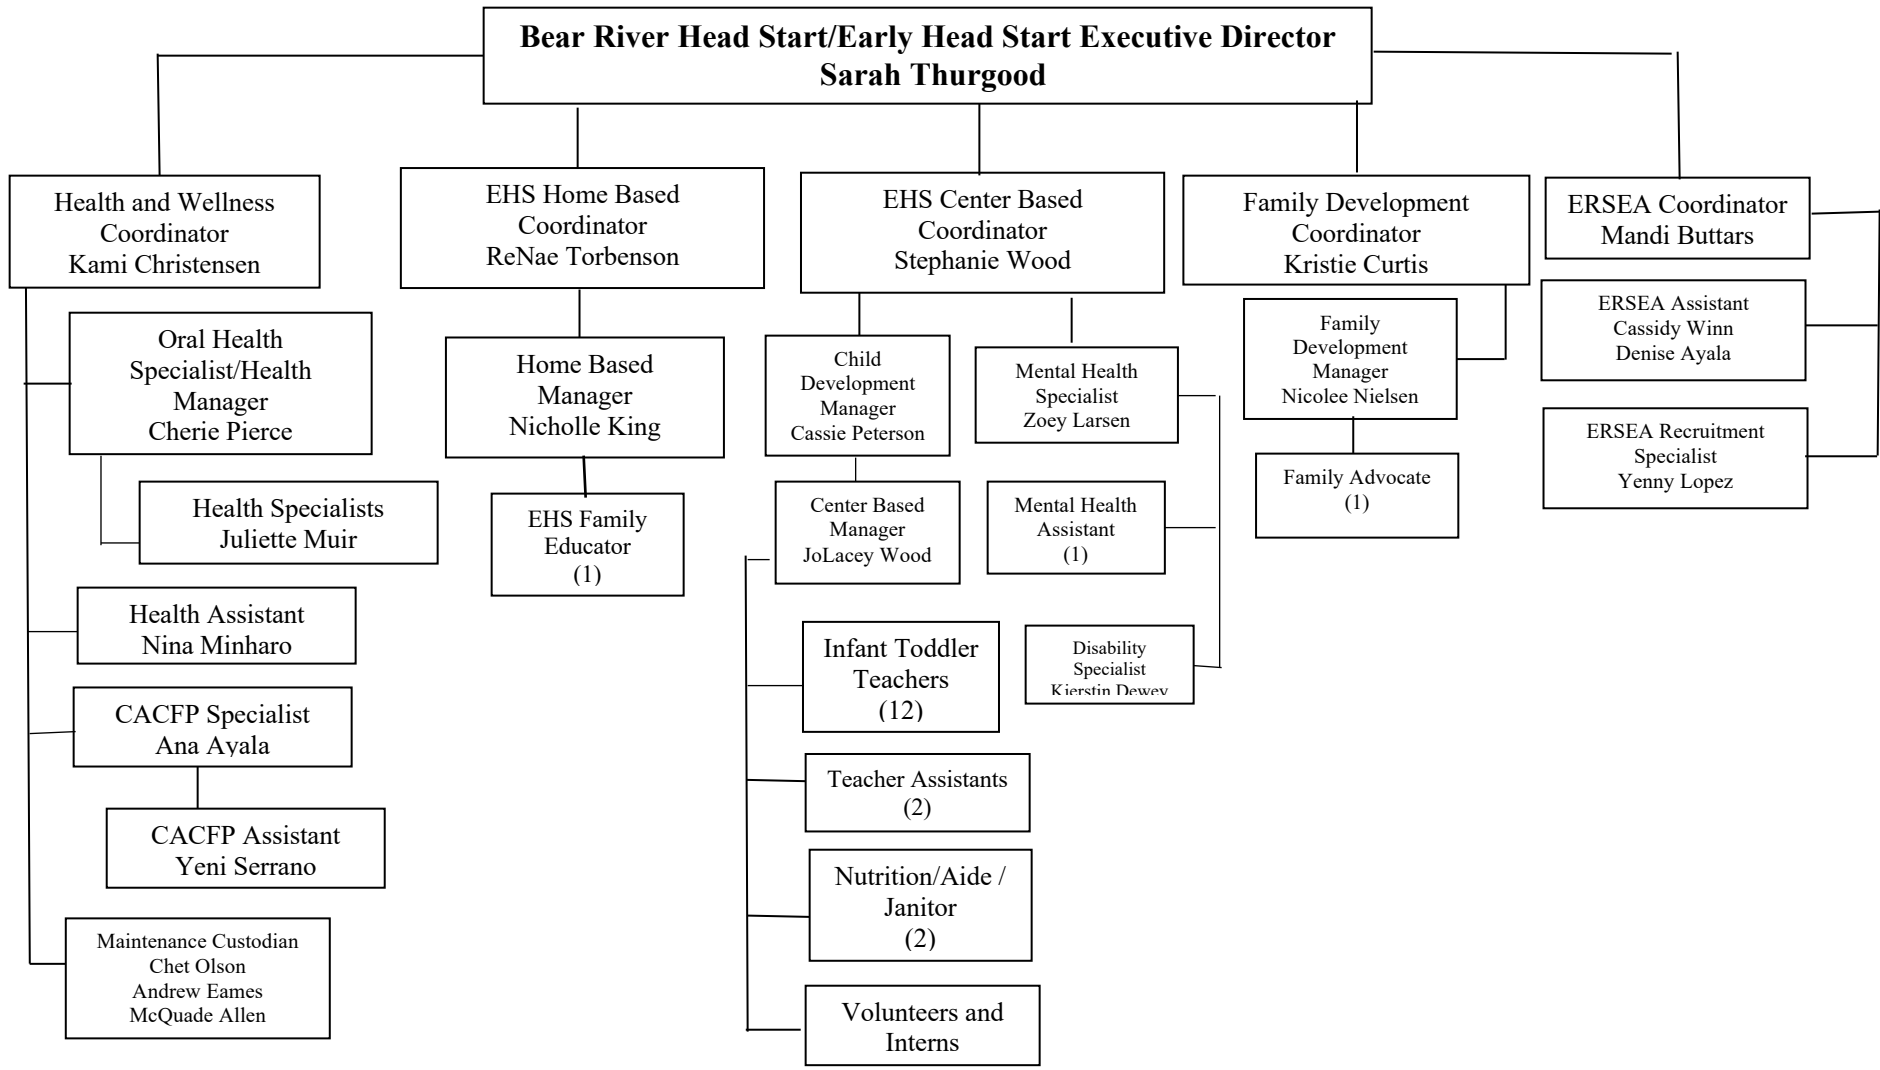 Bear River Head Start/Early Head Start Executive Director
Sarah Thurgood
Health and Wellness
Coordinator
Kami Christensen
Oral Health
Specialist/Health
Manager
Cherie Pierce
Health Specialists
Juliette Muir
Health Assistant
Nina Minharo
CACFP Specialist
Ana Ayala
CACFP Assistant
Yeni Serrano
Maintenance Custodian
Chet Olson
Andrew Eames
McQuade Allen
EHS Home Based
Coordinator
ReNae Torbenson
Home Based
Manager
Nicholle King
EHS Family
Educator
(1)
EHS Center Based
Coordinator
Stephanie Wood
Child
Development
Manager
Cassie Peterson
Center Based
Manager
JoLacey Wood
Infant Toddler
Teachers
(12)
Teacher Assistants
(2)
Nutrition/Aide /
Janitor
(2)
Volunteers and
Interns
Mental Health
Specialist
Zoey Larsen
Mental Health
Assistant
(1)
Disability
Specialist
Kierstin Dewey
Family Development
Coordinator
Kristie Curtis
Family
Development
Manager
Nicolee Nielsen
Family Advocate
(1)
ERSEA Coordinator
Mandi Buttars
ERSEA Assistant
Cassidy Winn
Denise Ayala
ERSEA Recruitment
Specialist
Yenny Lopez